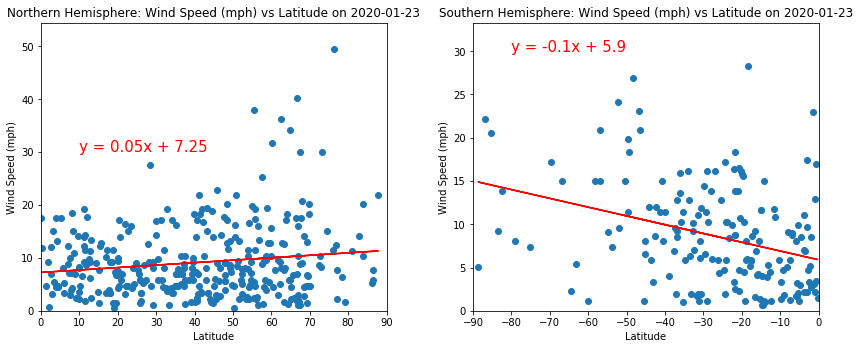 Northern Hemisphere: Wind Speed (mph) vs Latitude on 2020-01-23
50
40
30
20
10
0
Wind Speed (mph)
y = 0.05x + 7.25
0 10 20 30 40 50 60 70 80 90
Latitude
Southern Hemisphere: Wind Speed (mph) vs Latitude on 2020-01-23
30
25
20
15
10
5
0
Wind Speed (mph)
y = -0.1x + 5.9
−90 −80 −70 −60 −50 −40 −30 −20 −10 0
Latitude